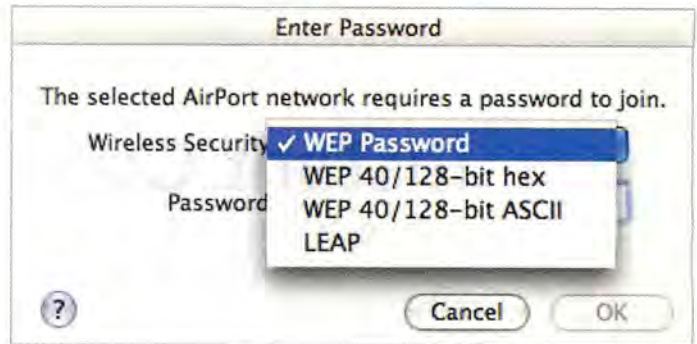 Enter Password
The selected AirPort network requires a password to join.
Wireless Security
✓ WEP Password
WEP 40/128-bit hex
WEP 40/128-bit ASCII
LEAP
Password
?
Cancel
OK